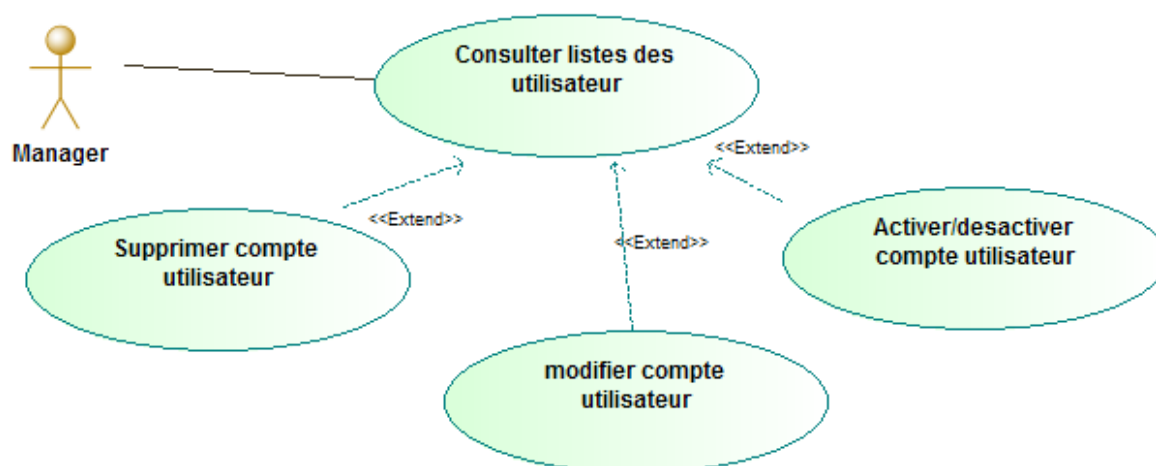 Consulter listes des
utilisateur
Manager
<<Extend>>
<<Extend>>
<<Extend>>
Supprimer compte
utilisateur
Activer/desactiver
compte utilisateur
modifier compte
utilisateur